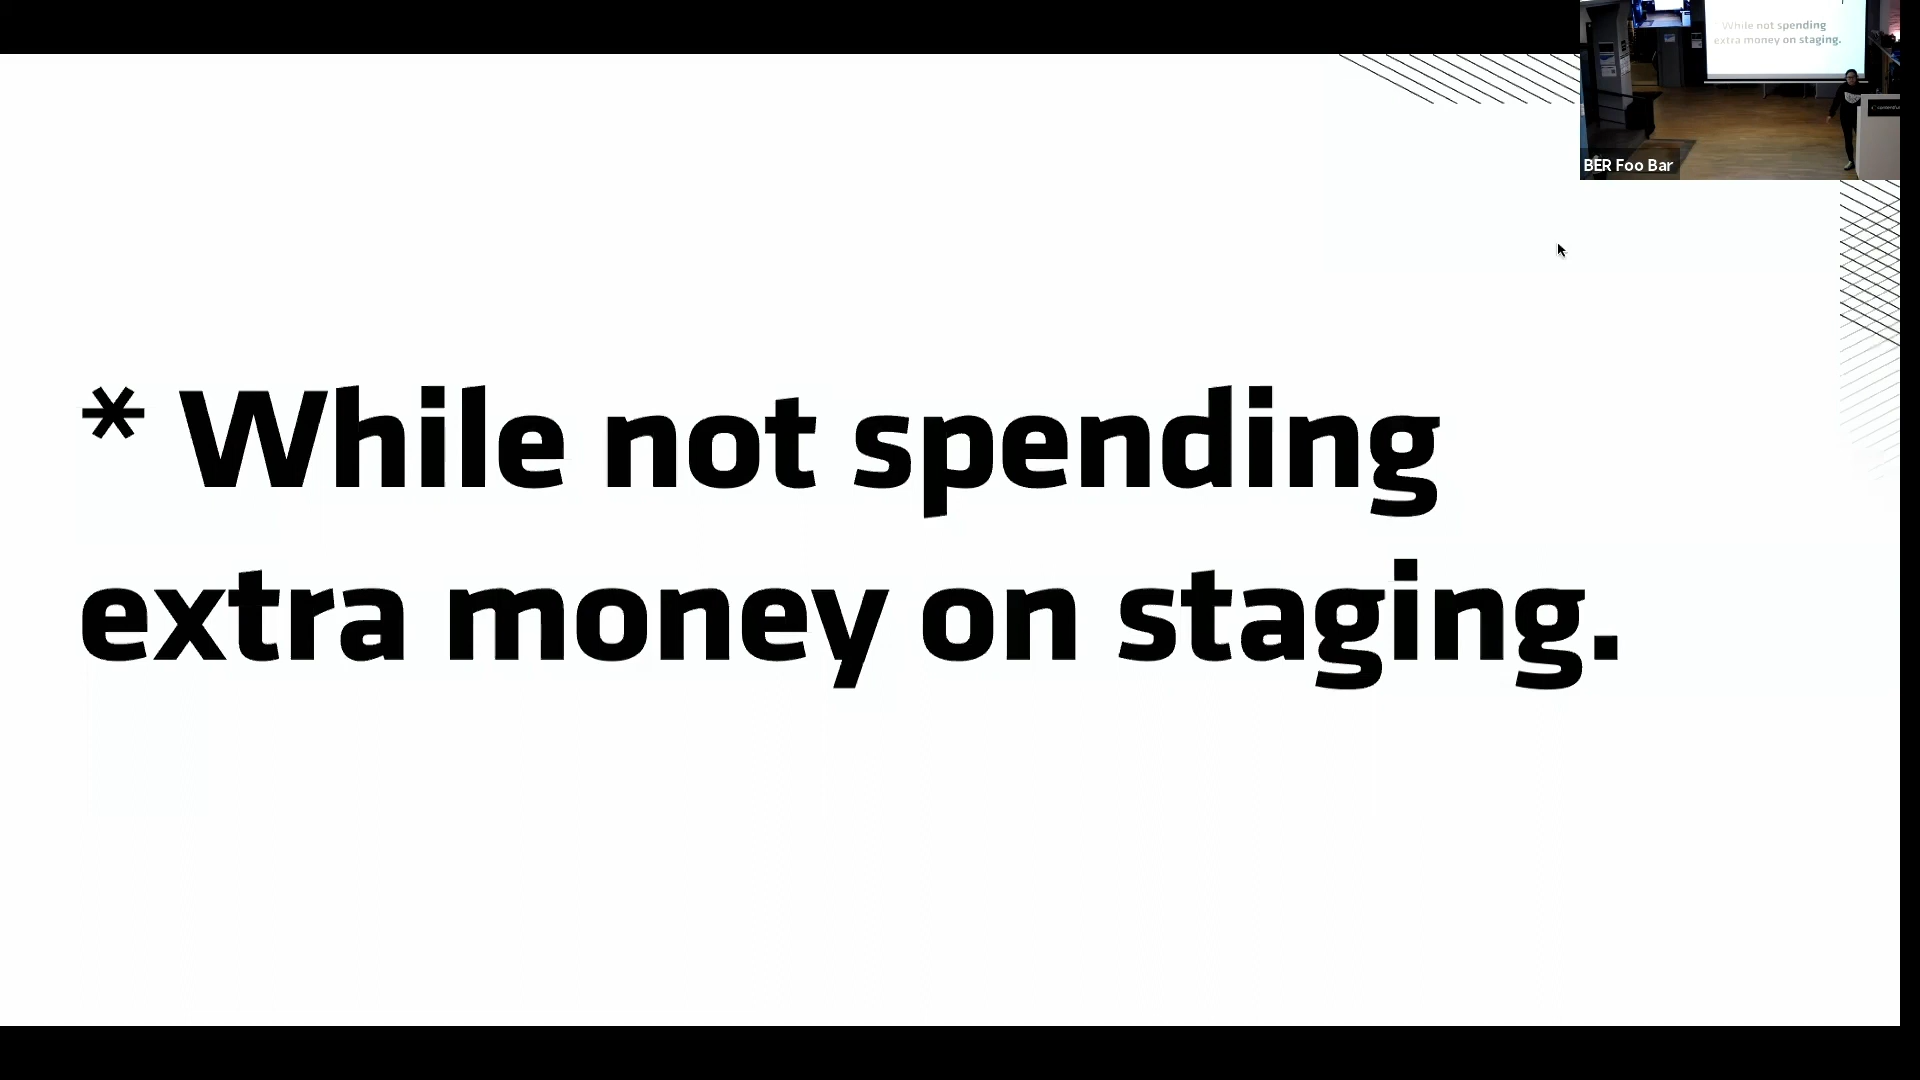 * While not spending
extra money on staging.
While not spending
extra money on staging.
BER Foo Bar